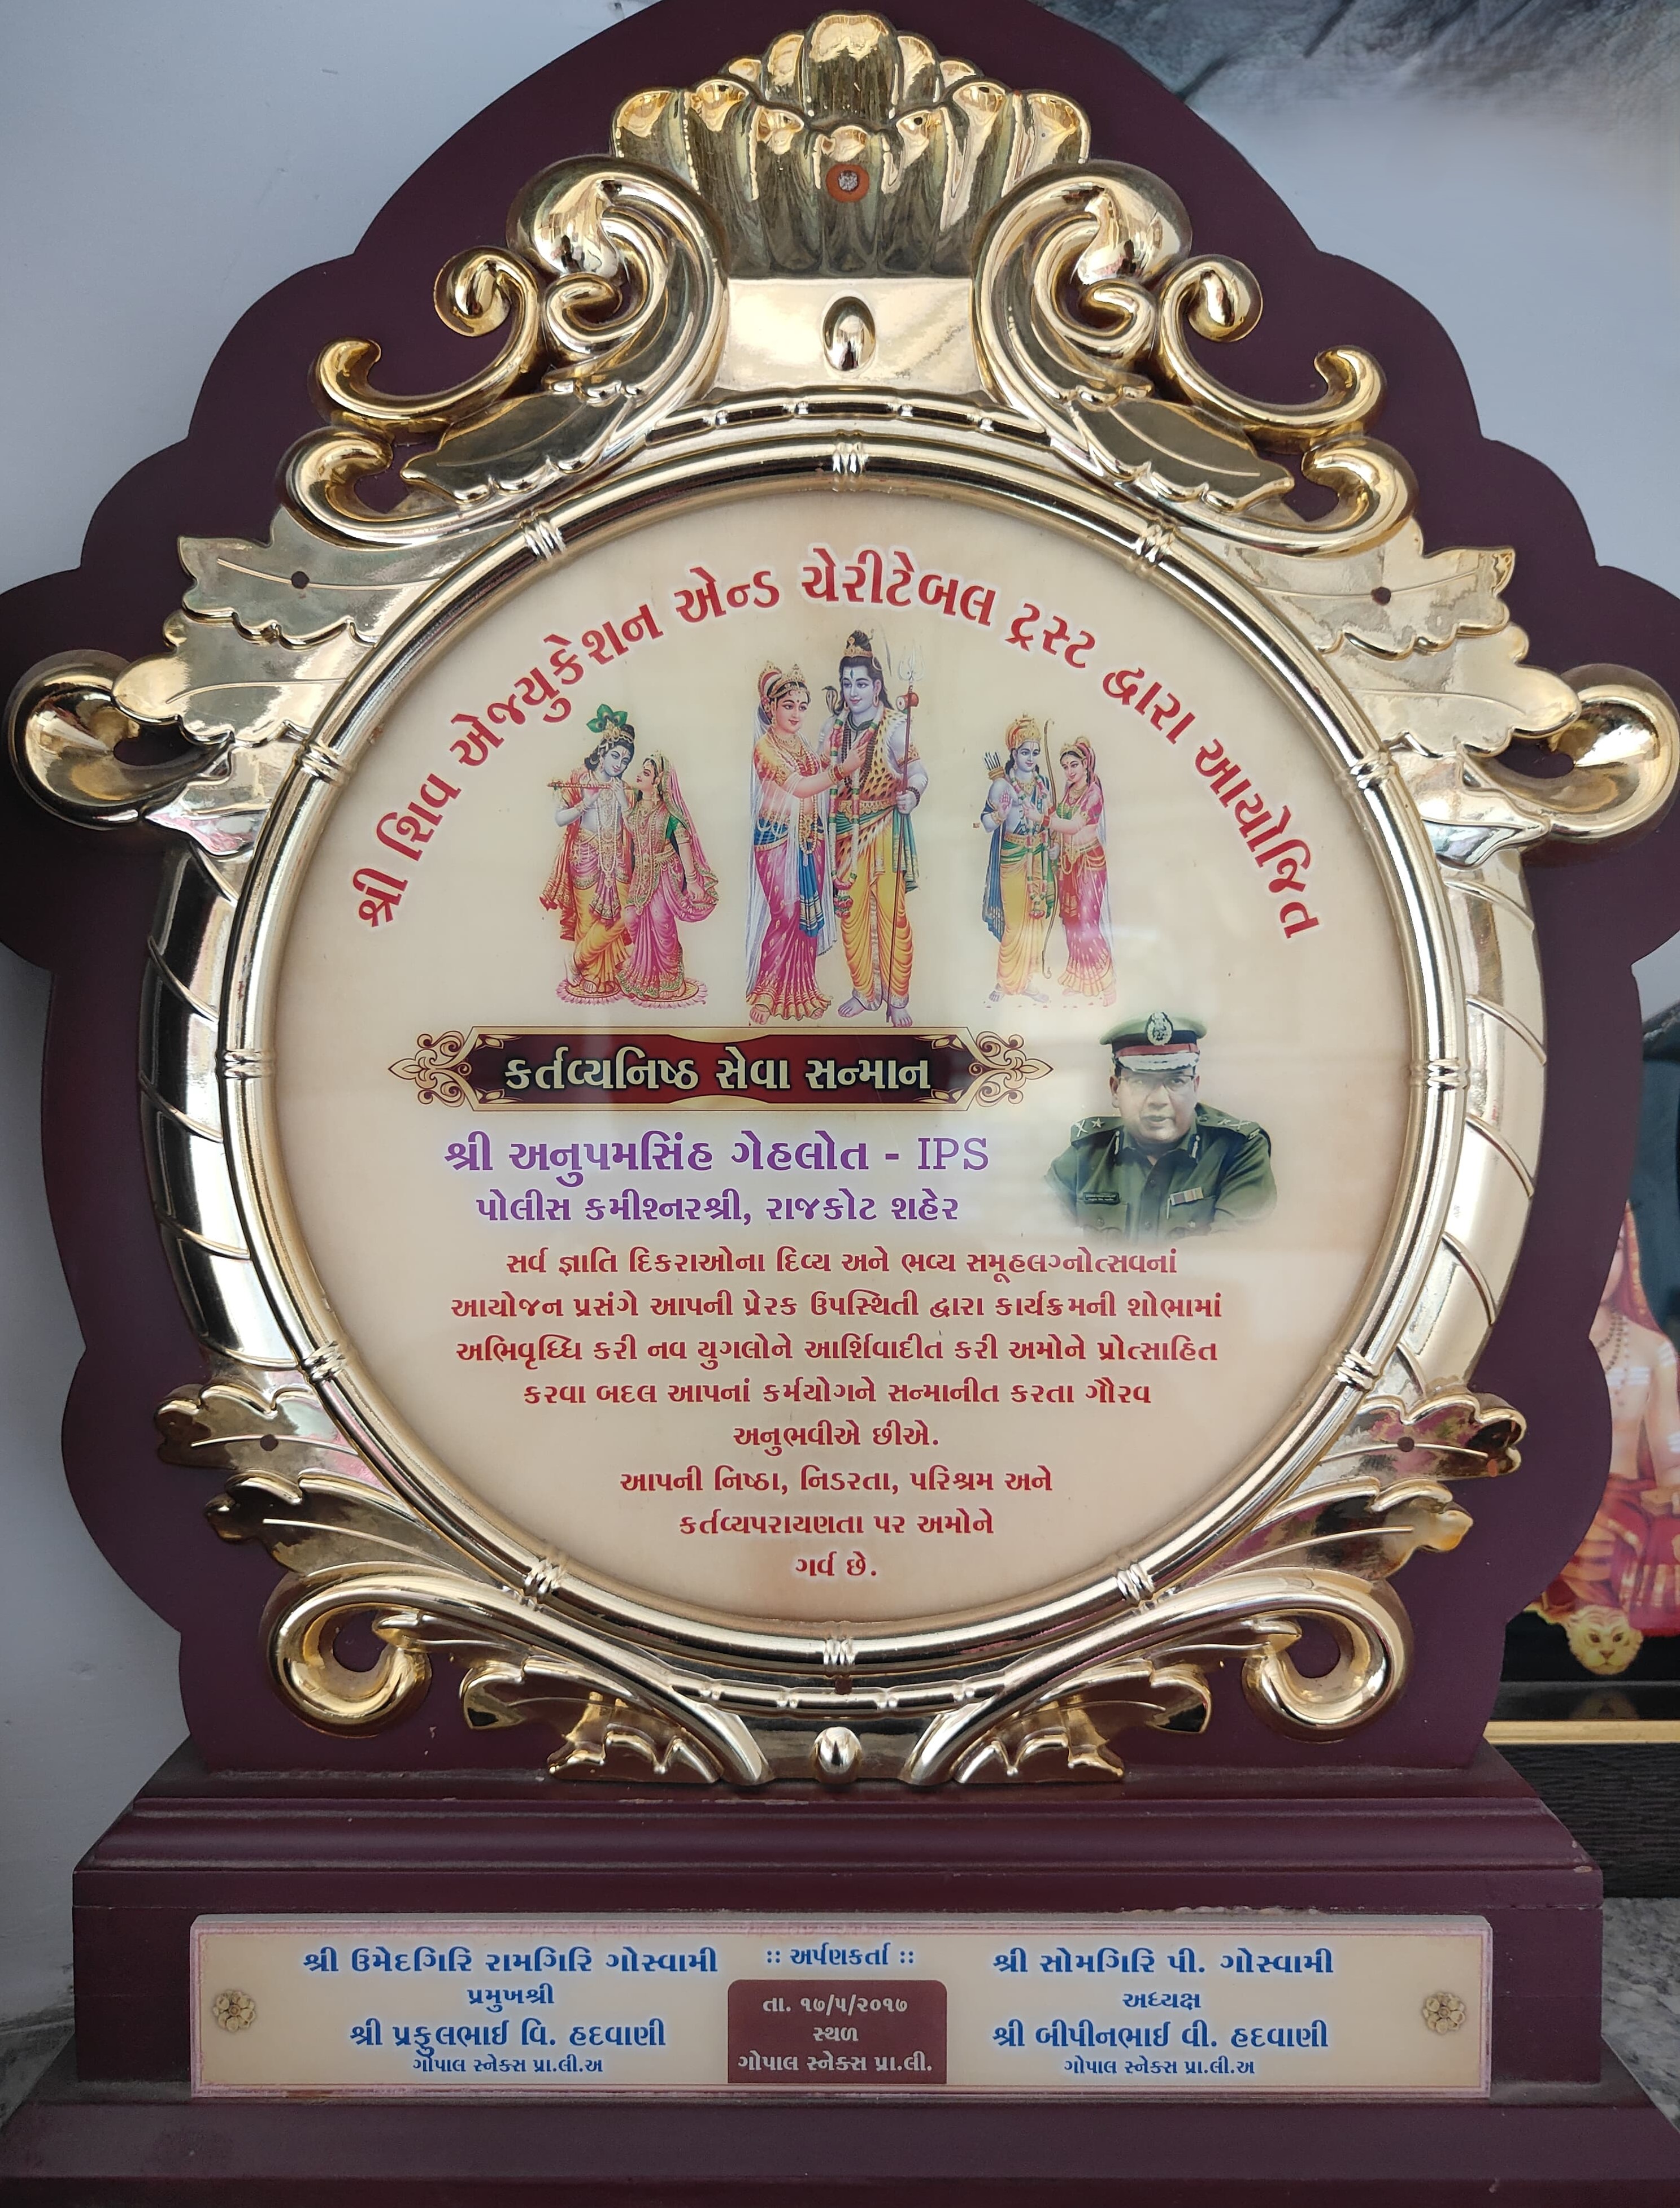 શ્રી શિવ એજ્યુકેશન એન્ડ ચેરીટેબલ ટ્રસ્ટ દ્વારા આયોજિત
કર્તવ્યનિષ્ઠ સેવા સન્માન
શ્રી અનુપમસિંહ ગેહલોત - IPS
પોલીસ કમીશ્નરશ્રી, રાજકોટ શહેર
સર્વ જ્ઞાતિ દિકરાઓના દિવ્ય અને ભવ્ય સમૂહલગ્નોત્સવનાં
આયોજન પ્રસંગે આપની પ્રેરક ઉપસ્થિતી દ્વારા કાર્યક્રમની શોભામાં
અભિવૃધ્ધિ કરી નવ યુગલોને આર્શિવાદીત કરી અમોને પ્રોત્સાહિત
કરવા બદલ આપનાં કર્મયોગને સન્માનીત કરતા ગૌરવ
અનુભવીએ છીએ.
આપની નિષ્ઠા, નિડરતા, પરિશ્રમ અને
કર્તવ્યપરાયણતા પર અમોને
ગર્વ છે.
:: અર્પણકર્તા ::
શ્રી ઉમેદગિરિ રામગિરિ ગોસ્વામી
પ્રમુખશ્રી
શ્રી પ્રફુલભાઈ વિ. હદવાણી
ગોપાલ સ્નેક્સ પ્રા.લી.અ
તા. ૧૭/૫/૨૦૧૭
સ્થળ
ગોપાલ સ્નેક્સ પ્રા.લી.
શ્રી સોમગિરિ પી. ગોસ્વામી
અધ્યક્ષ
શ્રી બીપીનભાઈ વી. હદવાણી
ગોપાલ સ્નેક્સ પ્રા.લી.અ